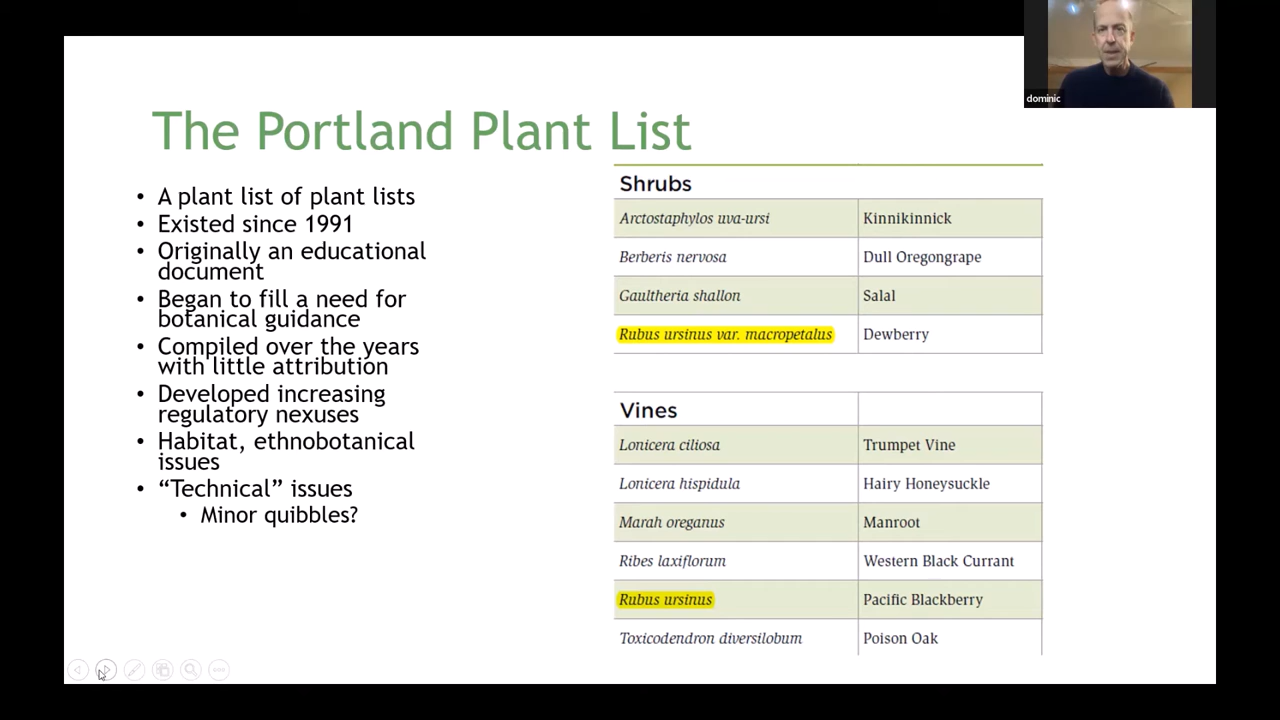 dominic
The Portland Plant List
• A plant list of plant lists
• Existed since 1991
• Originally an educational
document
• Began to fill a need for
botanical guidance
• Compiled over the years
with little attribution
• Developed increasing
regulatory nexuses
• Habitat, ethnobotanical
issues
• “Technical” issues
• Minor quibbles?
Shrubs
Arctostaphylos uva-ursi Kinnikinnick
Berberis nervosa Dull Oregongrape
Gaultheria shallon Salal
Rubus ursinus var. macropetalus Dewberry
Vines
Lonicera ciliosa Trumpet Vine
Lonicera hispidula Hairy Honeysuckle
Marah oreganus Manroot
Ribes laxiflorum Western Black Currant
Rubus ursinus Pacific Blackberry
Toxicodendron diversilobum Poison Oak